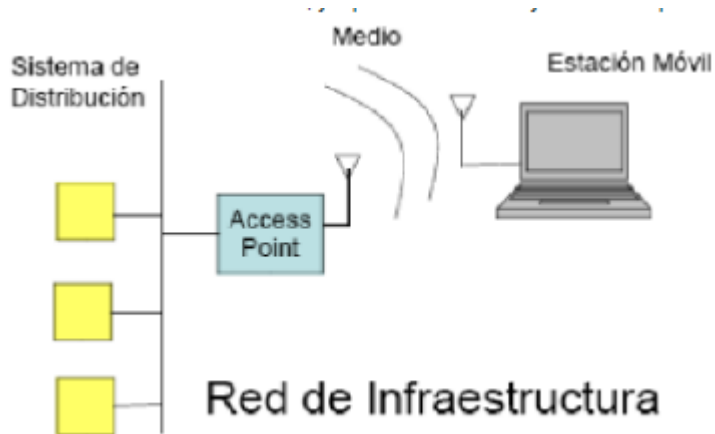 Medio
Sistema de
Distribución
Estación Móvil
Access
Point
Red de Infraestructura